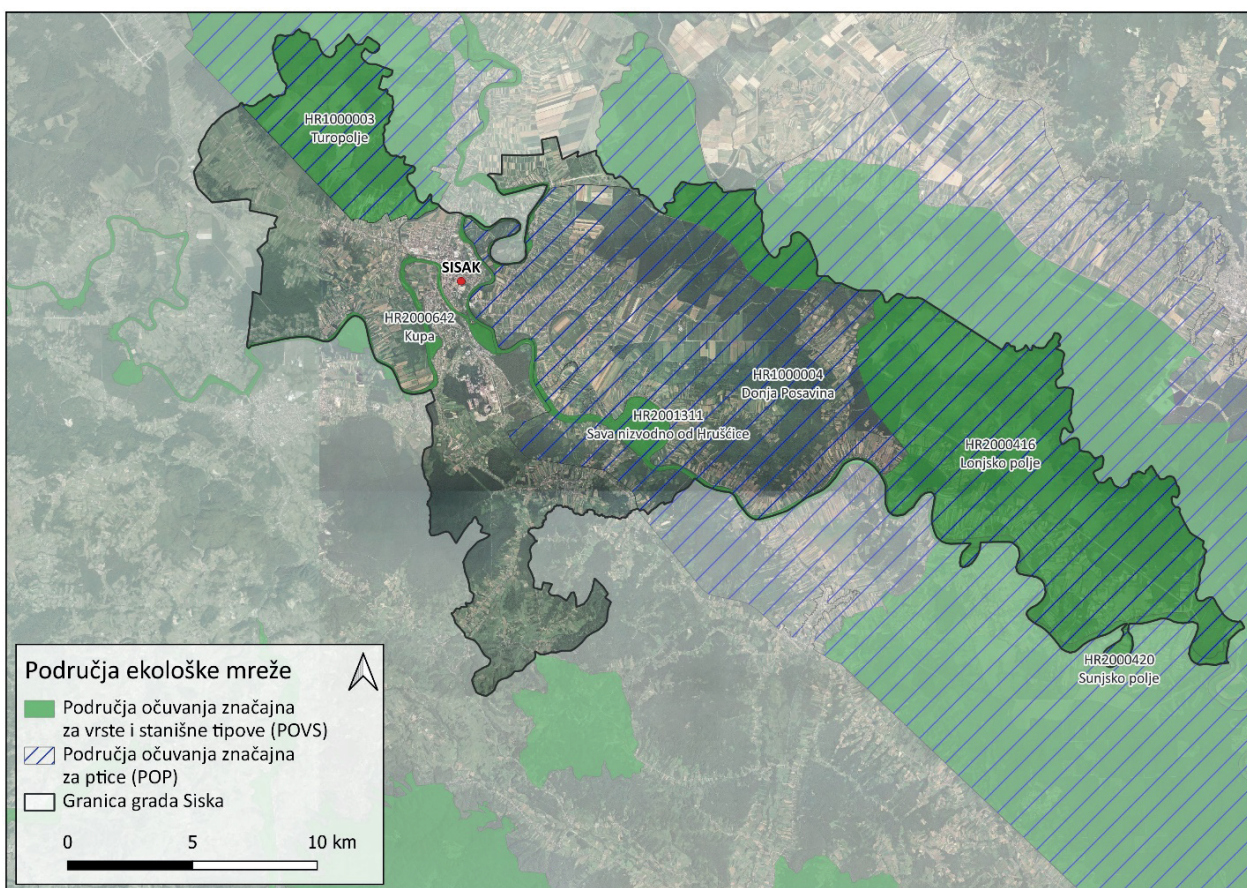 HR1000003
Turopolje
SISAK
HR2000642
Kupa
HR1000004
Donja Posavina
HR2001311
Sava nizvodno od Hrušćice
HR2000416
Lonjsko polje
HR2000420
Sunjsko polje
Područja ekološke mreže
Područja očuvanja značajna
za vrste i stanišne tipove (POVS)
Područja očuvanja značajna
za ptice (POP)
Granica grada Siska
0 5 10 km